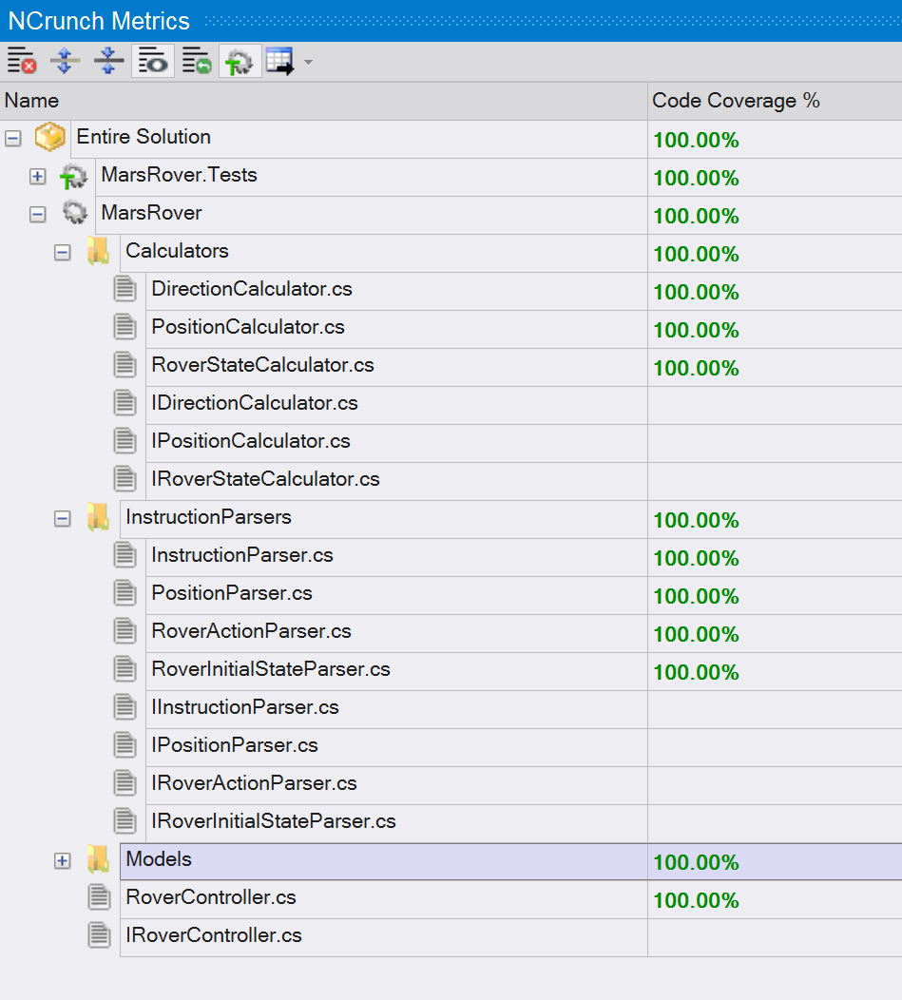 NCrunch Metrics
Name Code Coverage %
Entire Solution 100.00%
MarsRover.Tests 100.00%
MarsRover 100.00%
Calculators 100.00%
DirectionCalculator.cs 100.00%
PositionCalculator.cs 100.00%
RoverStateCalculator.cs 100.00%
IDirectionCalculator.cs
IPositionCalculator.cs
IRoverStateCalculator.cs
InstructionParsers 100.00%
InstructionParser.cs 100.00%
PositionParser.cs 100.00%
RoverActionParser.cs 100.00%
RoverInitialStateParser.cs 100.00%
IInstructionParser.cs
IPositionParser.cs
IRoverActionParser.cs
IRoverInitialStateParser.cs
Models 100.00%
RoverController.cs 100.00%
IRoverController.cs